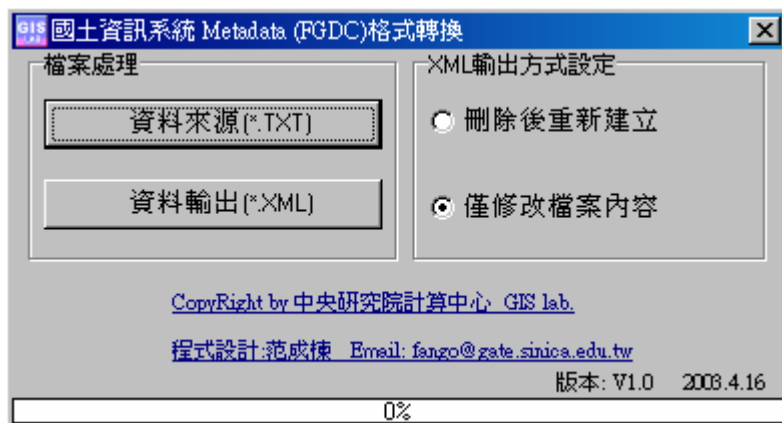 GIS LAB
國土資訊系統 Metadata (FGDC)格式轉換
檔案處理
資料來源(*.TXT)
資料輸出(*.XML)
XML輸出方式設定
刪除後重新建立
僅修改檔案內容
CopyRight by 中央研究院計算中心 GIS lab.
程式設計:范成棟 Email: fango@gate.sinica.edu.tw
版本: V1.0 2003.4.16
0%